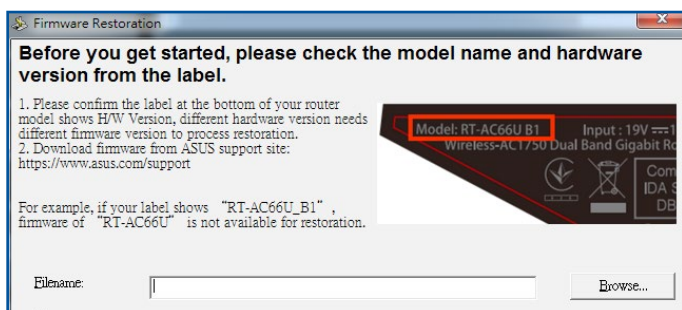 Firmware Restoration
X
Before you get started, please check the model name and hardware
version from the label.
1. Please confirm the label at the bottom of your router
model shows H/W Version, different hardware version needs
different firmware version to process restoration.
2. Download firmware from ASUS support site:
https://www.asus.com/support
For example, if your label shows “RT-AC66U_B1” ,
firmware of “RT-AC66U” is not available for restoration.
Model: RT-AC66U B1 Input : 19V
Wireless-AC1750 Dual Band Gigabit Ro
Com
IDA S
DB
Filename:
Browse...